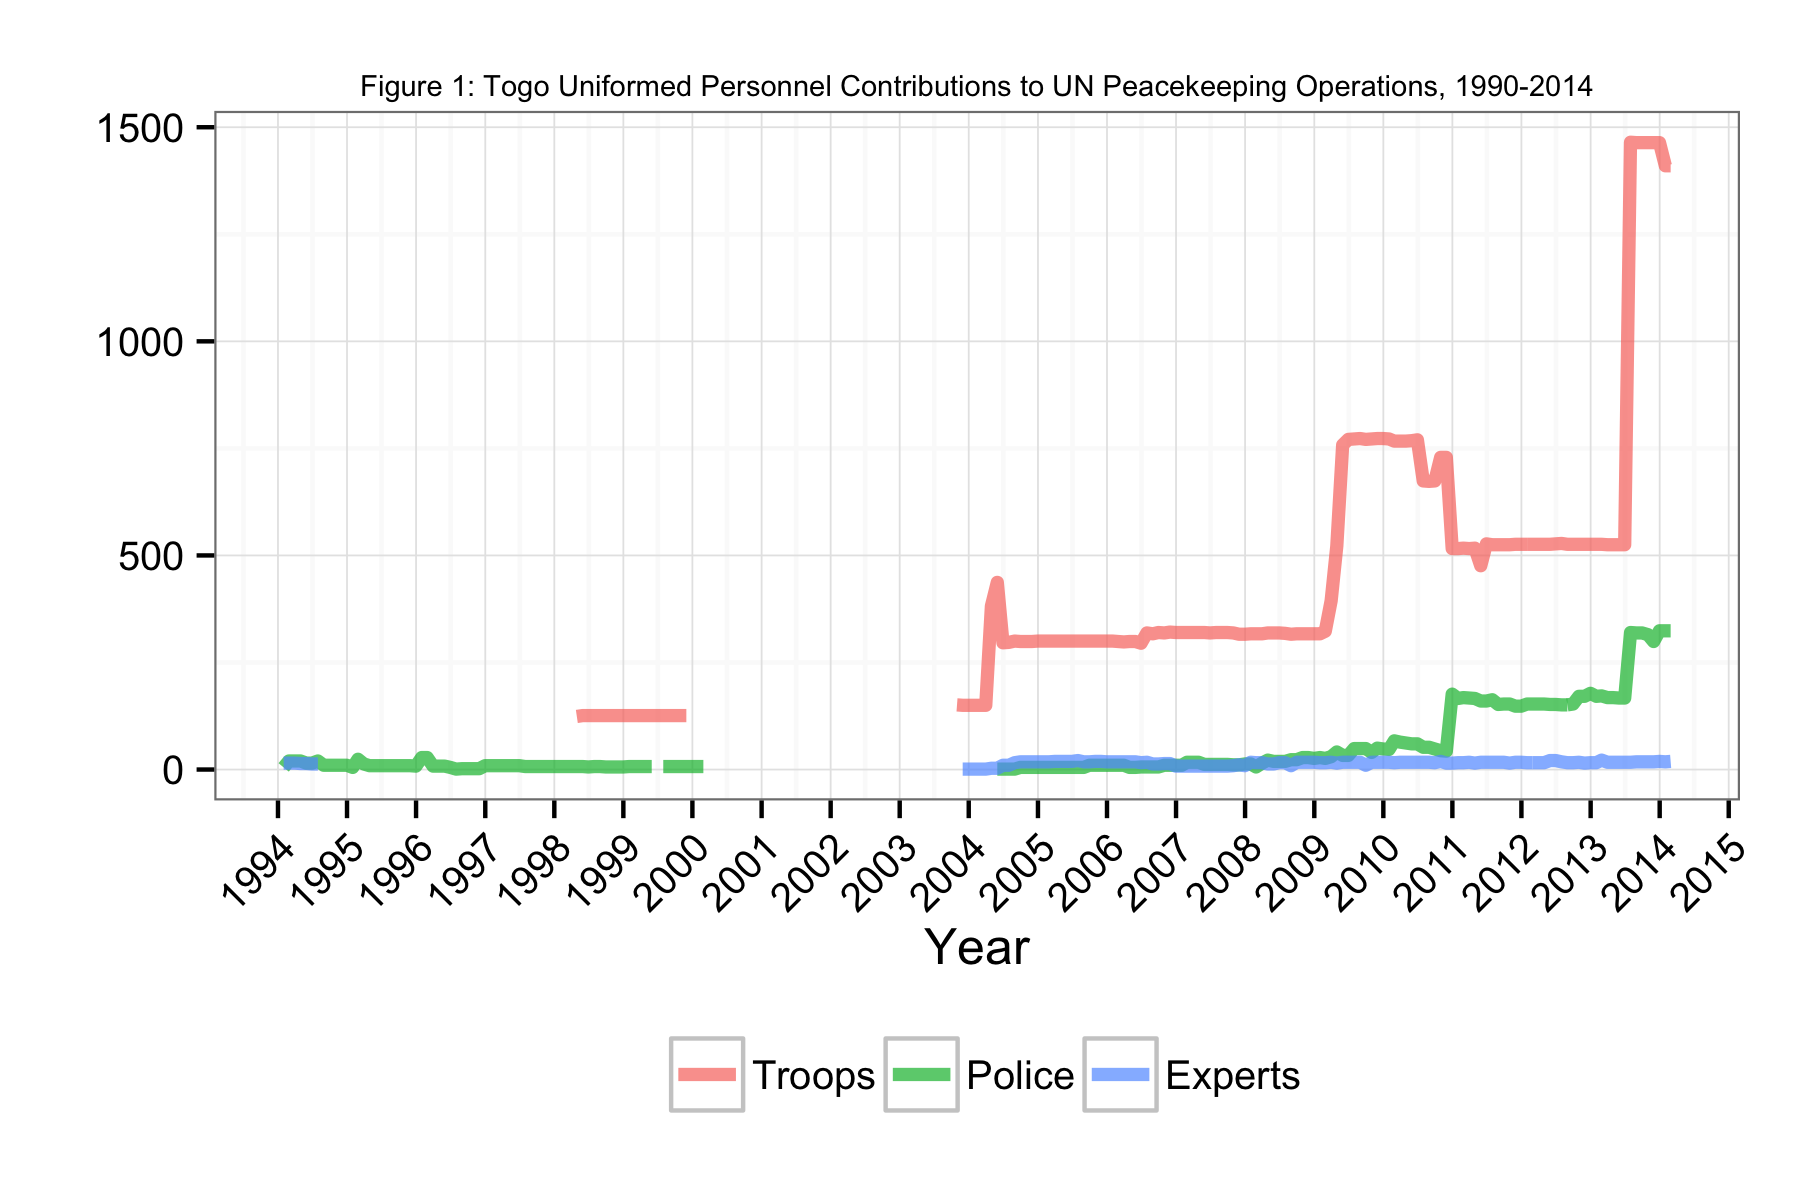 Figure 1: Togo Uniformed Personnel Contributions to UN Peacekeeping Operations, 1990-2014
1500
1000
500
0
1994 1995 1996 1997 1998 1999 2000 2001 2002 2003 2004 2005 2006 2007 2008 2009 2010 2011 2012 2013 2014 2015
Year
Troops Police Experts